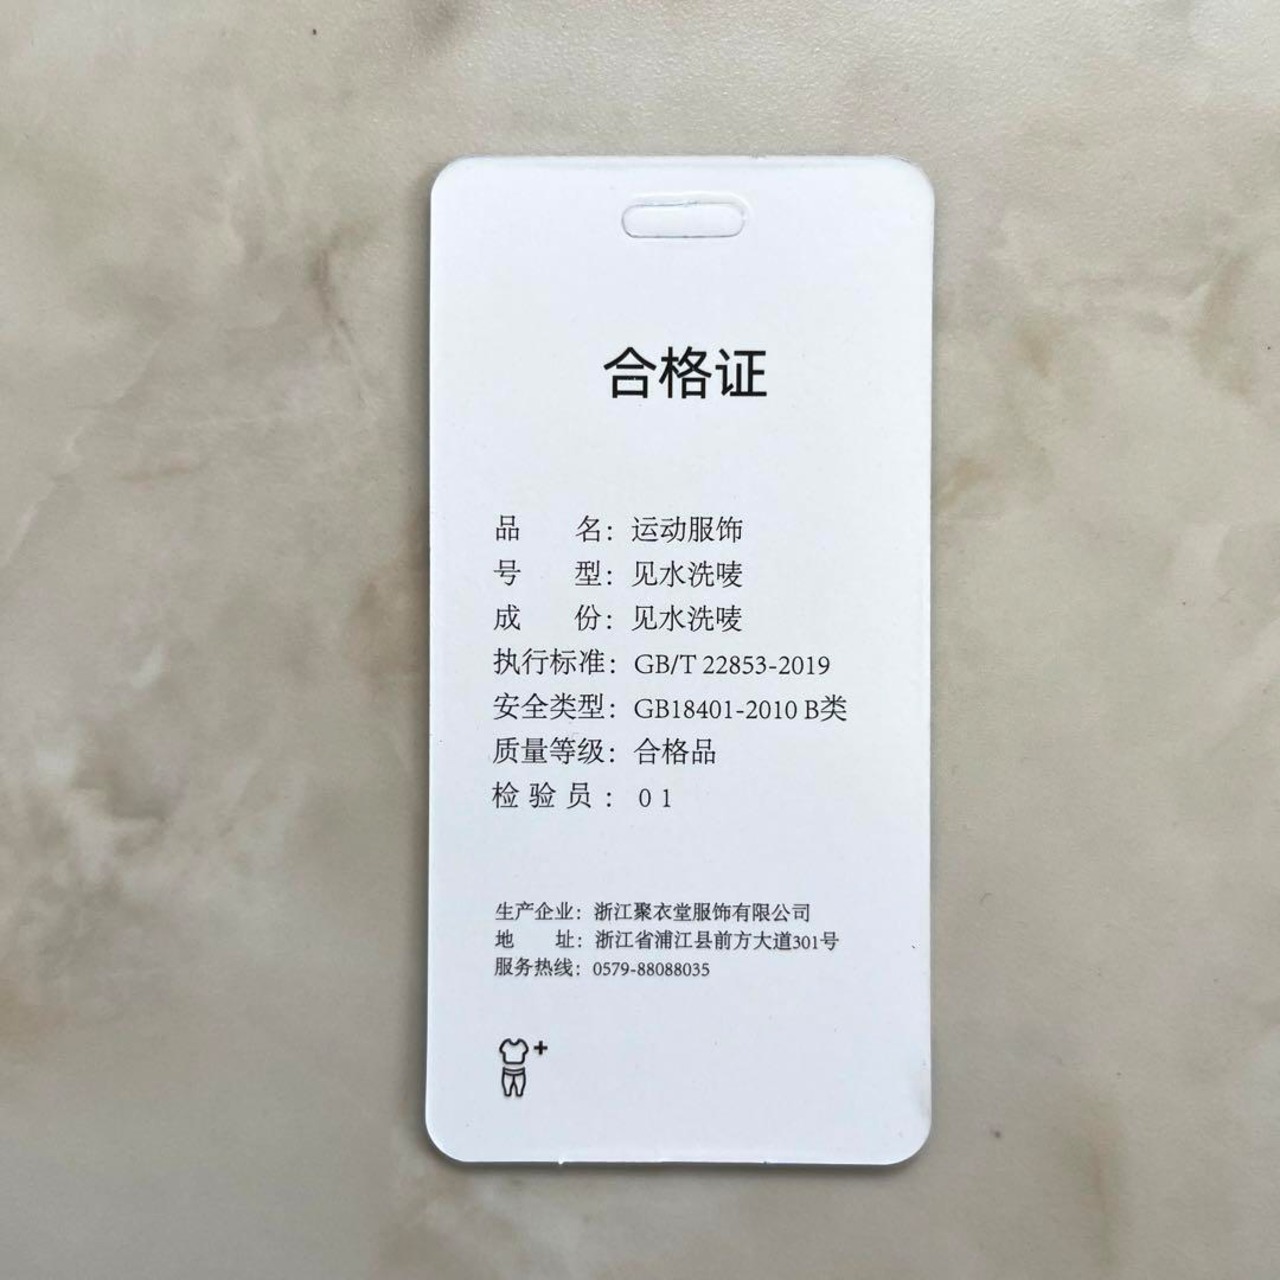 合格证
品 名：运动服饰
号 型：见水洗唛
成 份：见水洗唛
执行标准：GB/T 22853-2019
安全类型：GB18401-2010 B类
质量等级：合格品
检验员：01
生产企业：浙江聚衣堂服饰有限公司
地 址：浙江省浦江县前方大道301号
服务热线：0579-88088035